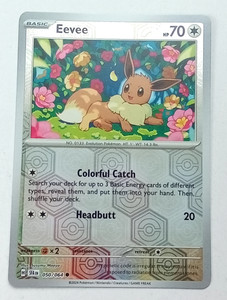 BASIC
Eevee
HP70
NO. 0133 Evolution Pokémon HT: 1' WT: 14.3 lbs
Colorful Catch
Search your deck for up to 3 Basic Energy cards of different
types, reveal them, and put them into your hand. Then,
shuffle your deck.
Headbutt 20
weakness ×2 resistance
050/064